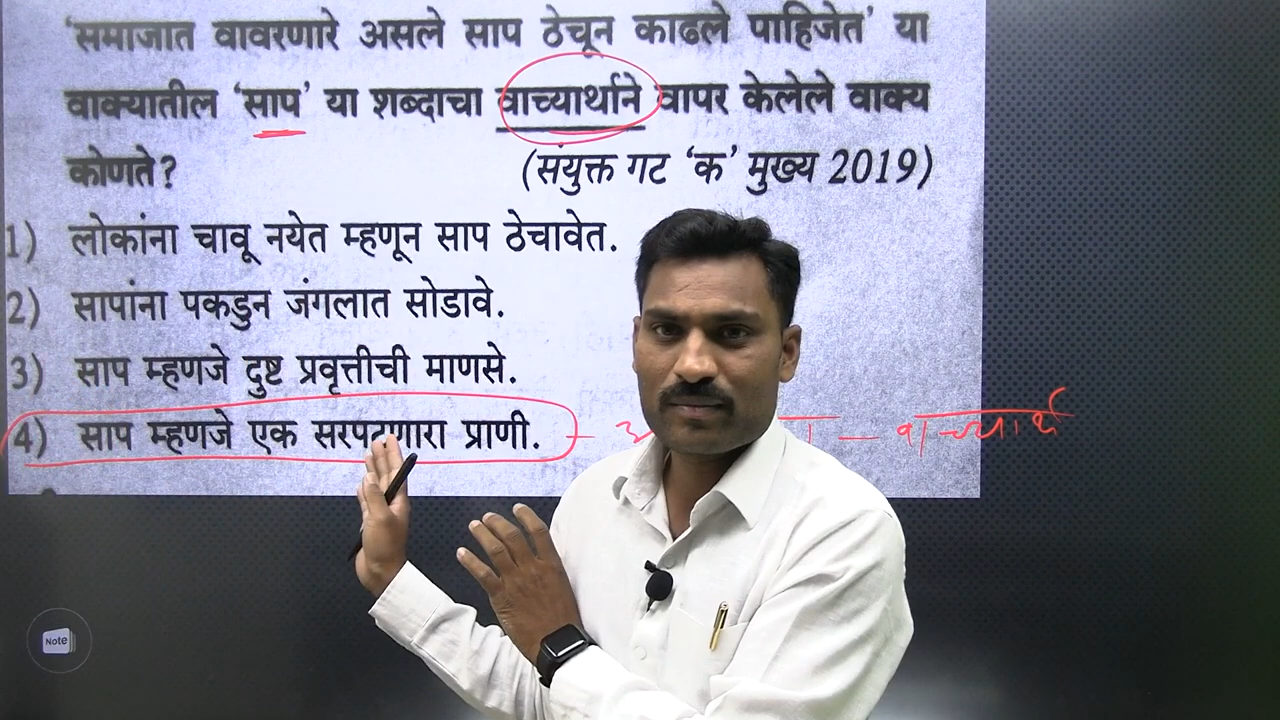 ‘समाजात वावरणारे असले साप ठेचून काढले पाहिजेत’ या
वाक्यातील ‘साप’ या शब्दाचा वाच्यार्थाने वापर केलेले वाक्य
कोणते?
(संयुक्त गट ‘क’ मुख्य 2019)
1) लोकांना चावू नयेत म्हणून साप ठेचावेत.
2) सापांना पकडुन जंगलात सोडावे.
3) साप म्हणजे दुष्ट प्रवृत्तीची माणसे.
4) साप म्हणजे एक सरपटणारा प्राणी. – – वाच्यार्थ
Note